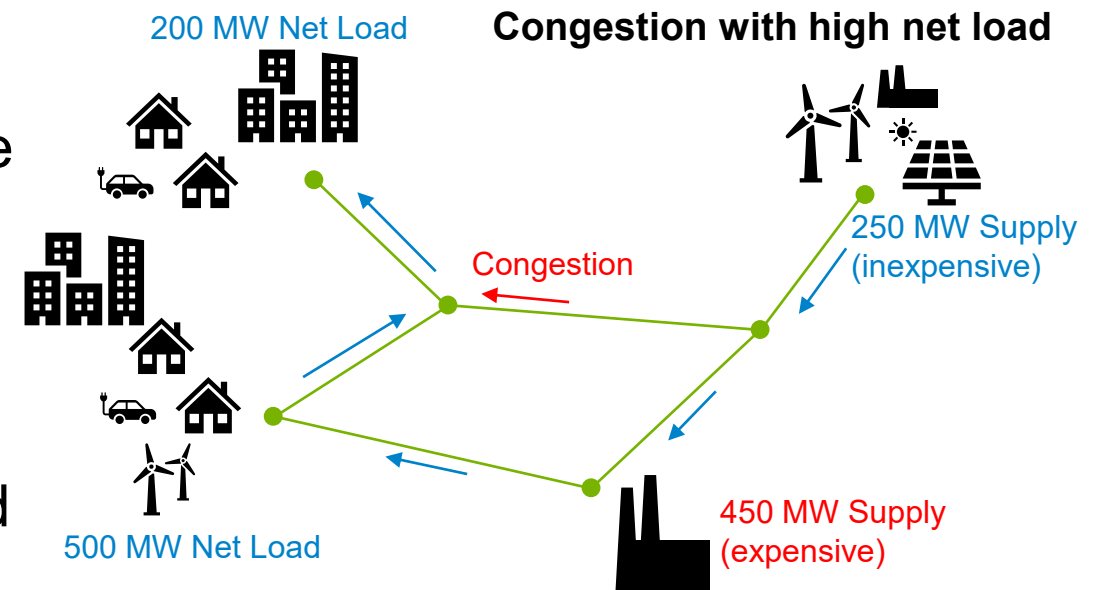 200 MW Net Load
Congestion with high net load
e
250 MW Supply
(inexpensive)
Congestion
450 MW Supply
(expensive)
d
500 MW Net Load